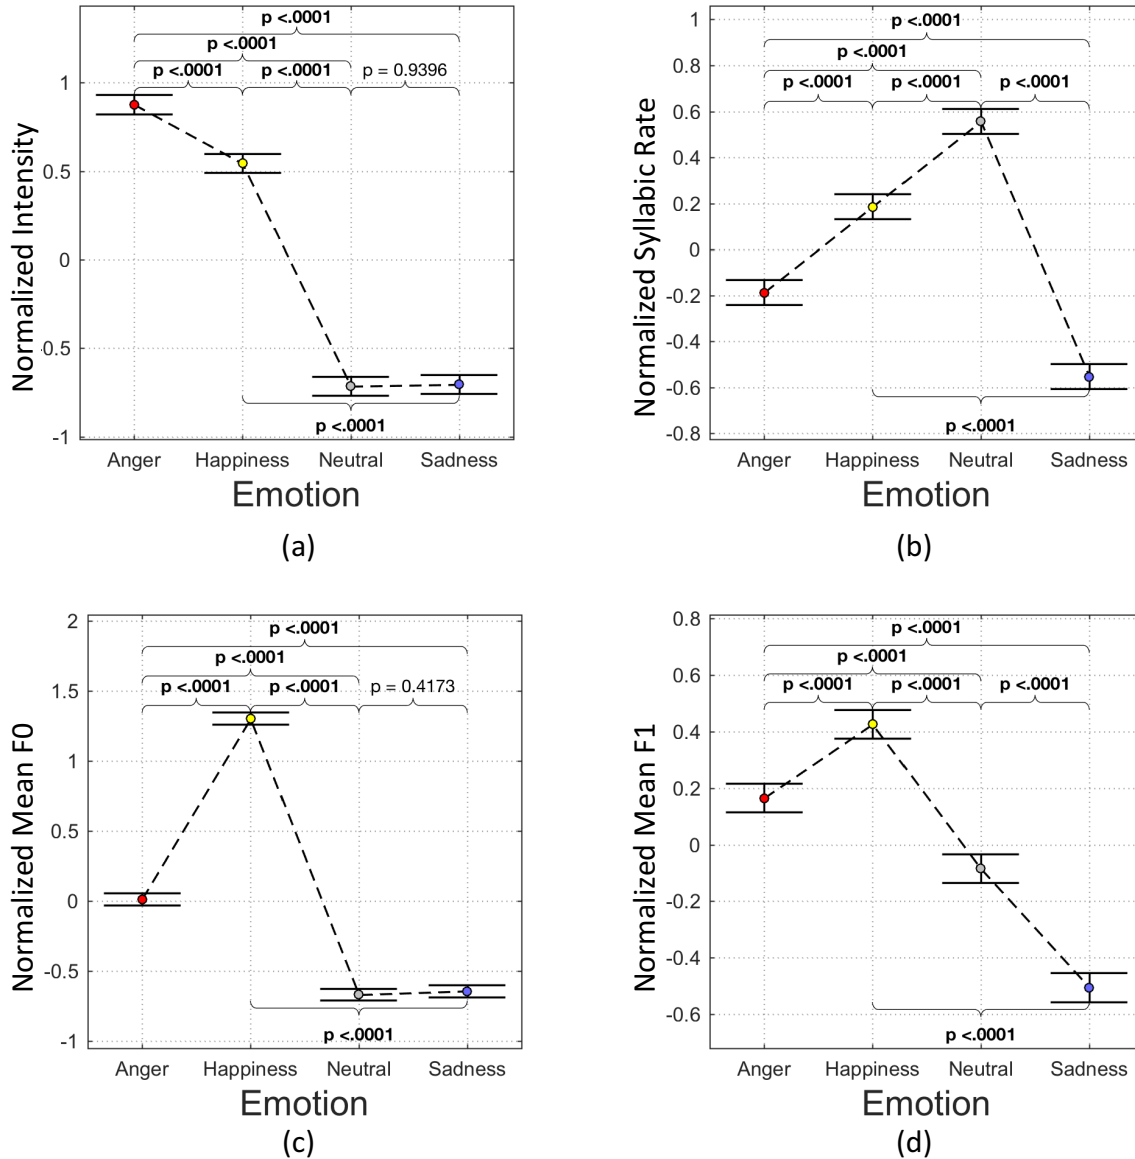 p <.0001
p <.0001
p <.0001 p <.0001 p = 0.9396
1
0.5
0
0.5
-1
Normalized Intensity
p <.0001
Anger Happiness Neutral Sadness
Emotion
(a)
1
p <.0001
0.8
p <.0001
p <.0001 p <.0001 p <.0001
0.6
0.4
0.2
0
-0.2
-0.4
-0.6
-0.8
Normalized Syllabic Rate
p <.0001
Anger Happiness Neutral Sadness
Emotion
(b)
2
p <.0001
p <.0001
p <.0001 p <.0001 p = 0.4173
1.5
1
0.5
0
-0.5
-1
Normalized Mean F0
p <.0001
Anger Happiness Neutral Sadness
Emotion
(c)
0.8
p <.0001
p <.0001
0.6
p <.0001 p <.0001 p <.0001
0.4
0.2
0
-0.2
-0.4
-0.6
Normalized Mean F1
p <.0001
Anger Happiness Neutral Sadness
Emotion
(d)